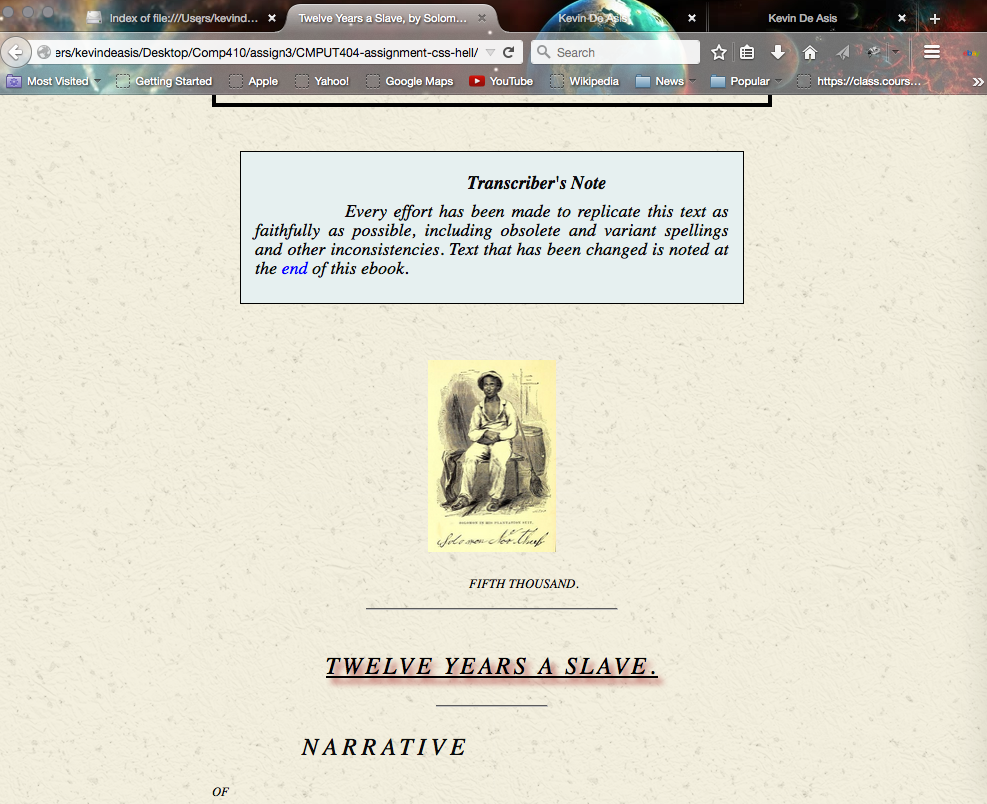 Index of file:///Users/kevind...
Twelve Years a Slave, by Solom...
Kevin De Asis
Kevin De Asis
ers/kevindeasis/Desktop/Comp410/assign3/CMPUT404-assignment-css-hell/
Search
Most Visited
Getting Started
Apple
Yahoo!
Google Maps
YouTube
Wikipedia
News
Popular
https://class.cours...
Transcriber's Note
Every effort has been made to replicate this text as
faithfully as possible, including obsolete and variant spellings
and other inconsistencies. Text that has been changed is noted at
the end of this ebook.
SOLOMON IN HIS PLANTATION SUIT.
Solomon Northup
FIFTH THOUSAND.
TWELVE YEARS A SLAVE.
NARRATIVE
OF